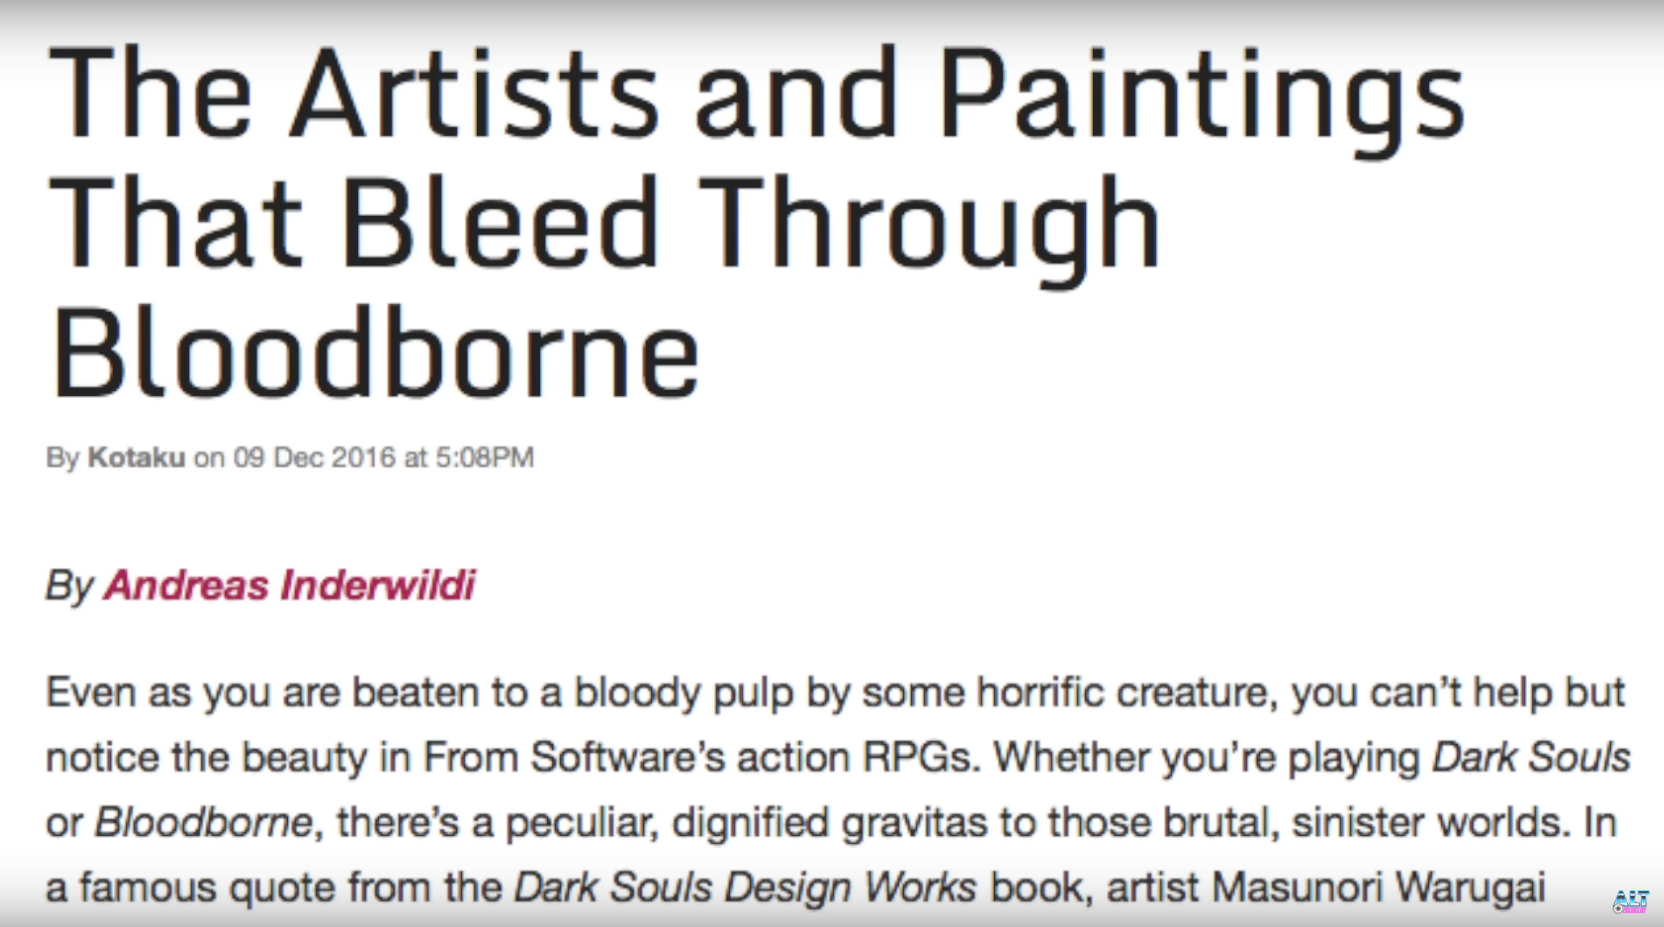 The Artists and Paintings
That Bleed Through
Bloodborne
By Kotaku on 09 Dec 2016 at 5:08PM
By Andreas Inderwildi
Even as you are beaten to a bloody pulp by some horrific creature, you can’t help but
notice the beauty in From Software’s action RPGs. Whether you’re playing Dark Souls
or Bloodborne, there’s a peculiar, dignified gravitas to those brutal, sinister worlds. In
a famous quote from the Dark Souls Design Works book, artist Masunori Warugai
ALT